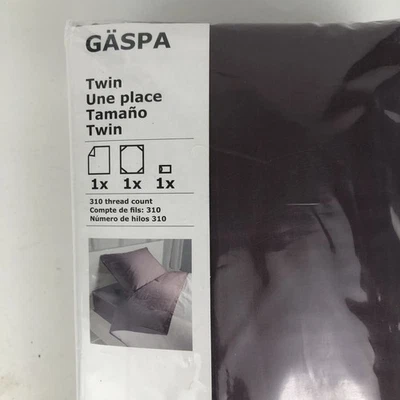 GÄSPA
Twin
Une place
Tamaño
Twin
1x 1x 1x
310 thread count
Compte de fils: 310
Número de hilos 310